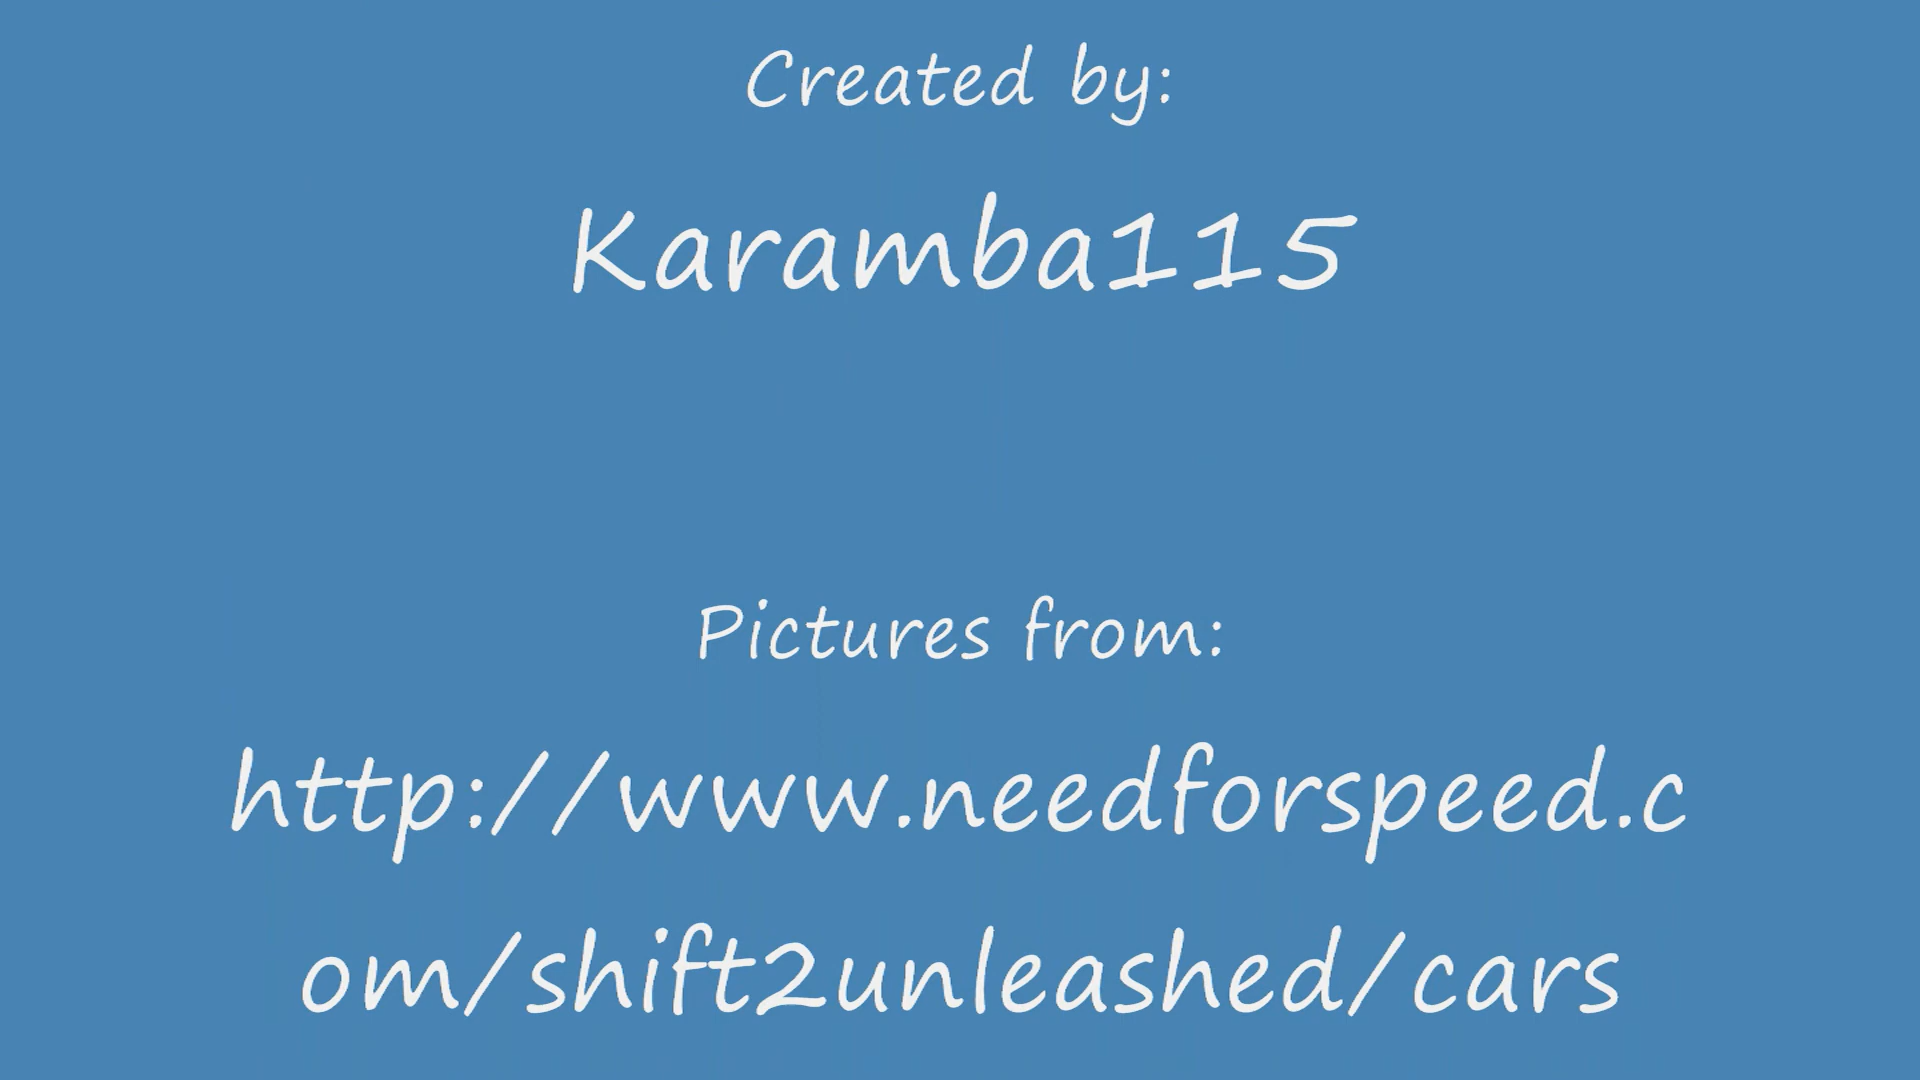 Created by:
Karamba115
Pictures from:
http://www.needforspeed.c
om/shift2unleashed/cars